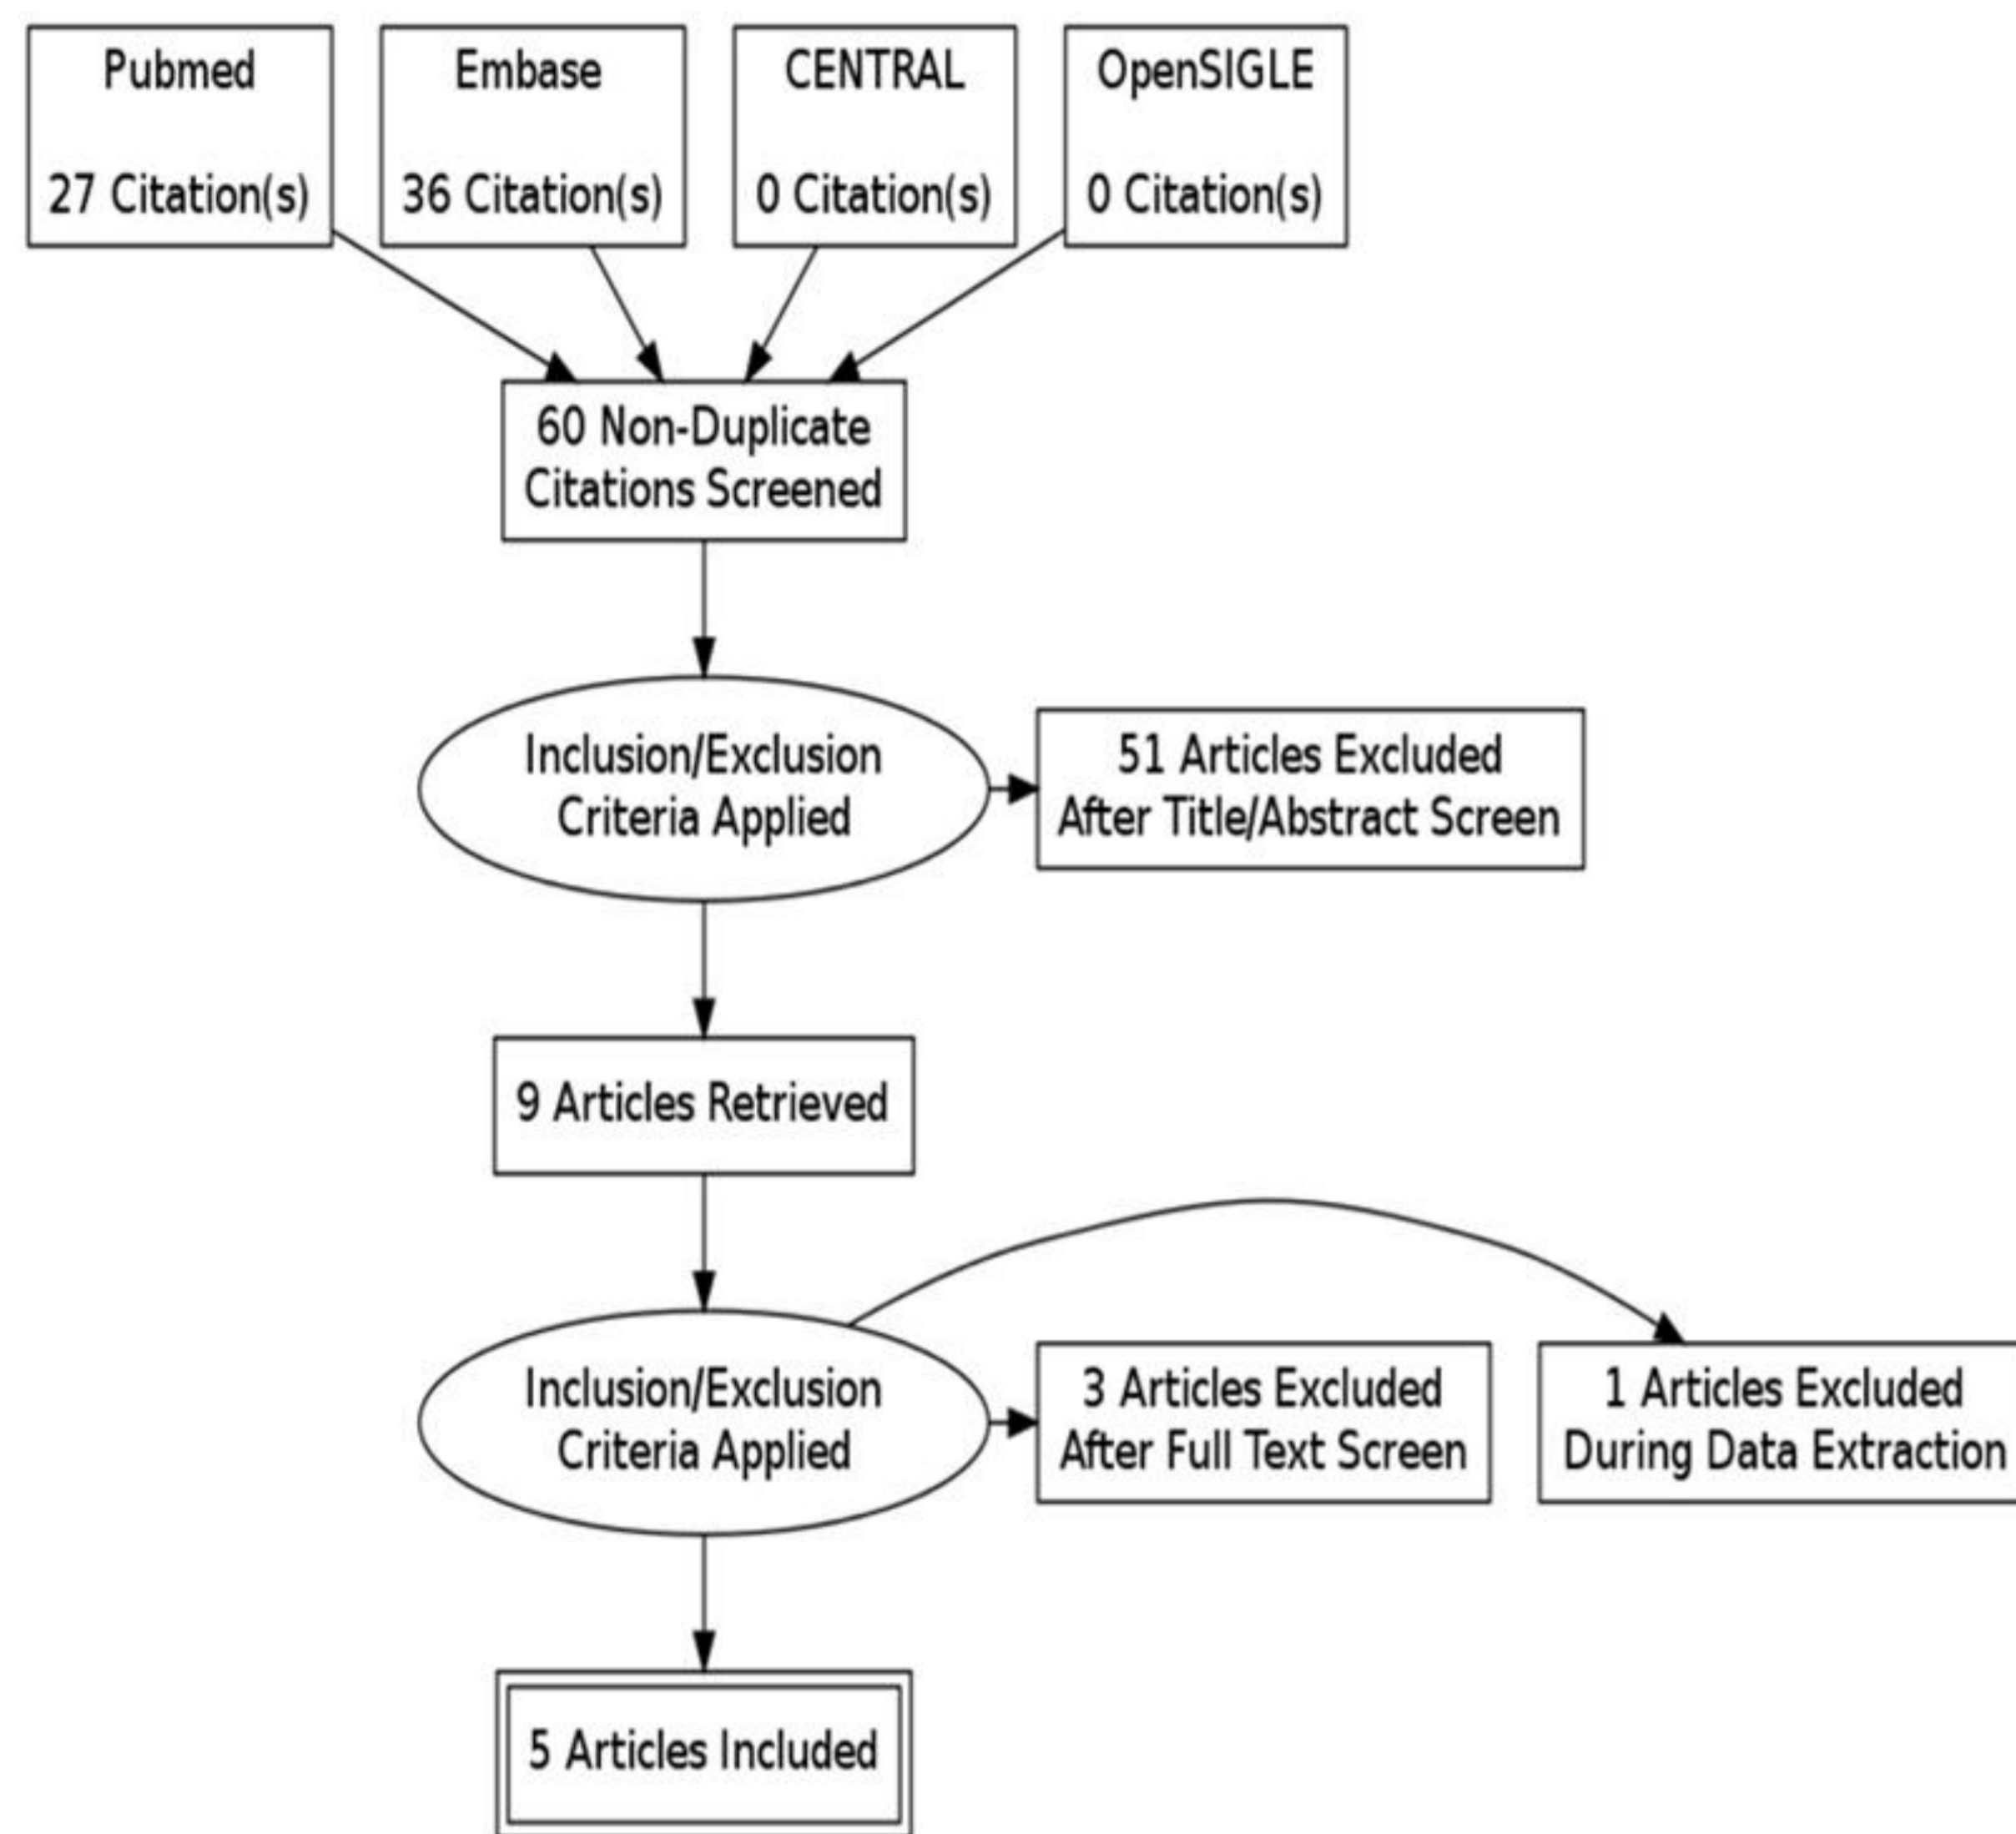 Pubmed
27 Citation(s)
Embase
36 Citation(s)
CENTRAL
0 Citation(s)
OpenSIGLE
0 Citation(s)
60 Non-Duplicate
Citations Screened
Inclusion/Exclusion
Criteria Applied
51 Articles Excluded
After Title/Abstract Screen
9 Articles Retrieved
Inclusion/Exclusion
Criteria Applied
3 Articles Excluded
After Full Text Screen
1 Articles Excluded
During Data Extraction
5 Articles Included